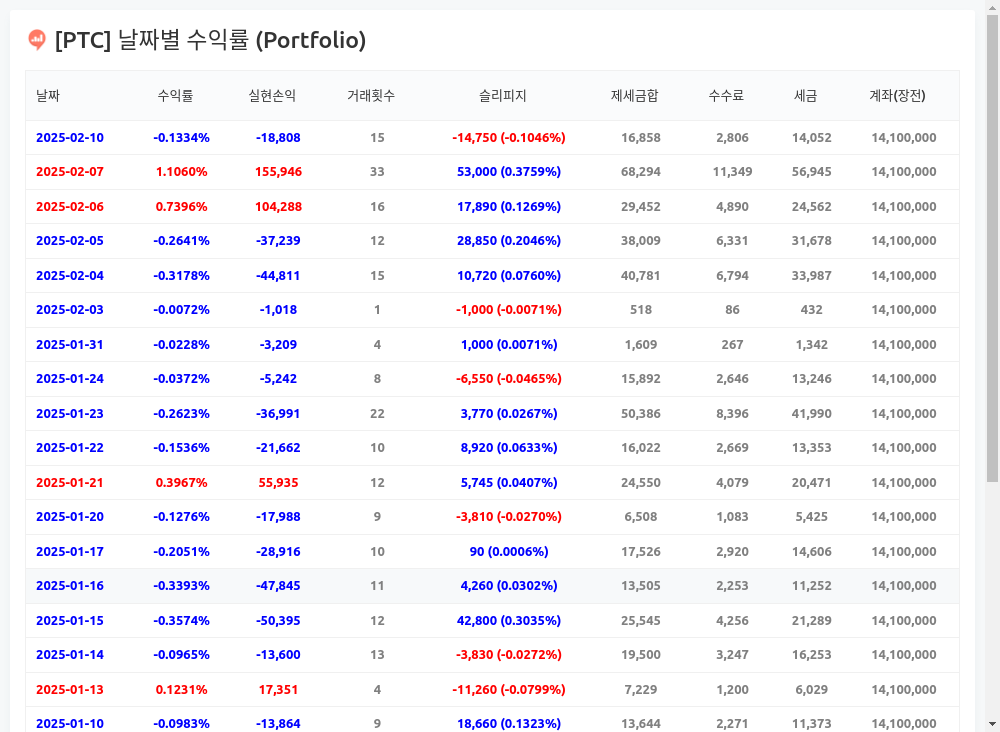 [PTC] 날짜별 수익률 (Portfolio)
날짜 수익률 실현손익 거래횟수 슬리피지 제세금합 수수료 세금 계좌(장전)
2025-02-10 -0.1334% -18,808 15 -14,750 (-0.1046%) 16,858 2,806 14,052 14,100,000
2025-02-07 1.1060% 155,946 33 53,000 (0.3759%) 68,294 11,349 56,945 14,100,000
2025-02-06 0.7396% 104,288 16 17,890 (0.1269%) 29,452 4,890 24,562 14,100,000
2025-02-05 -0.2641% -37,239 12 28,850 (0.2046%) 38,009 6,331 31,678 14,100,000
2025-02-04 -0.3178% -44,811 15 10,720 (0.0760%) 40,781 6,794 33,987 14,100,000
2025-02-03 -0.0072% -1,018 1 -1,000 (-0.0071%) 518 86 432 14,100,000
2025-01-31 -0.0228% -3,209 4 1,000 (0.0071%) 1,609 267 1,342 14,100,000
2025-01-24 -0.0372% -5,242 8 -6,550 (-0.0465%) 15,892 2,646 13,246 14,100,000
2025-01-23 -0.2623% -36,991 22 3,770 (0.0267%) 50,386 8,396 41,990 14,100,000
2025-01-22 -0.1536% -21,662 10 8,920 (0.0633%) 16,022 2,669 13,353 14,100,000
2025-01-21 0.3967% 55,935 12 5,745 (0.0407%) 24,550 4,079 20,471 14,100,000
2025-01-20 -0.1276% -17,988 9 -3,810 (-0.0270%) 6,508 1,083 5,425 14,100,000
2025-01-17 -0.2051% -28,916 10 90 (0.0006%) 17,526 2,920 14,606 14,100,000
2025-01-16 -0.3393% -47,845 11 4,260 (0.0302%) 13,505 2,253 11,252 14,100,000
2025-01-15 -0.3574% -50,395 12 42,800 (0.3035%) 25,545 4,256 21,289 14,100,000
2025-01-14 -0.0965% -13,600 13 -3,830 (-0.0272%) 19,500 3,247 16,253 14,100,000
2025-01-13 0.1231% 17,351 4 -11,260 (-0.0799%) 7,229 1,200 6,029 14,100,000
2025-01-10 -0.0983% -13,864 9 18,660 (0.1323%) 13,644 2,271 11,373 14,100,000